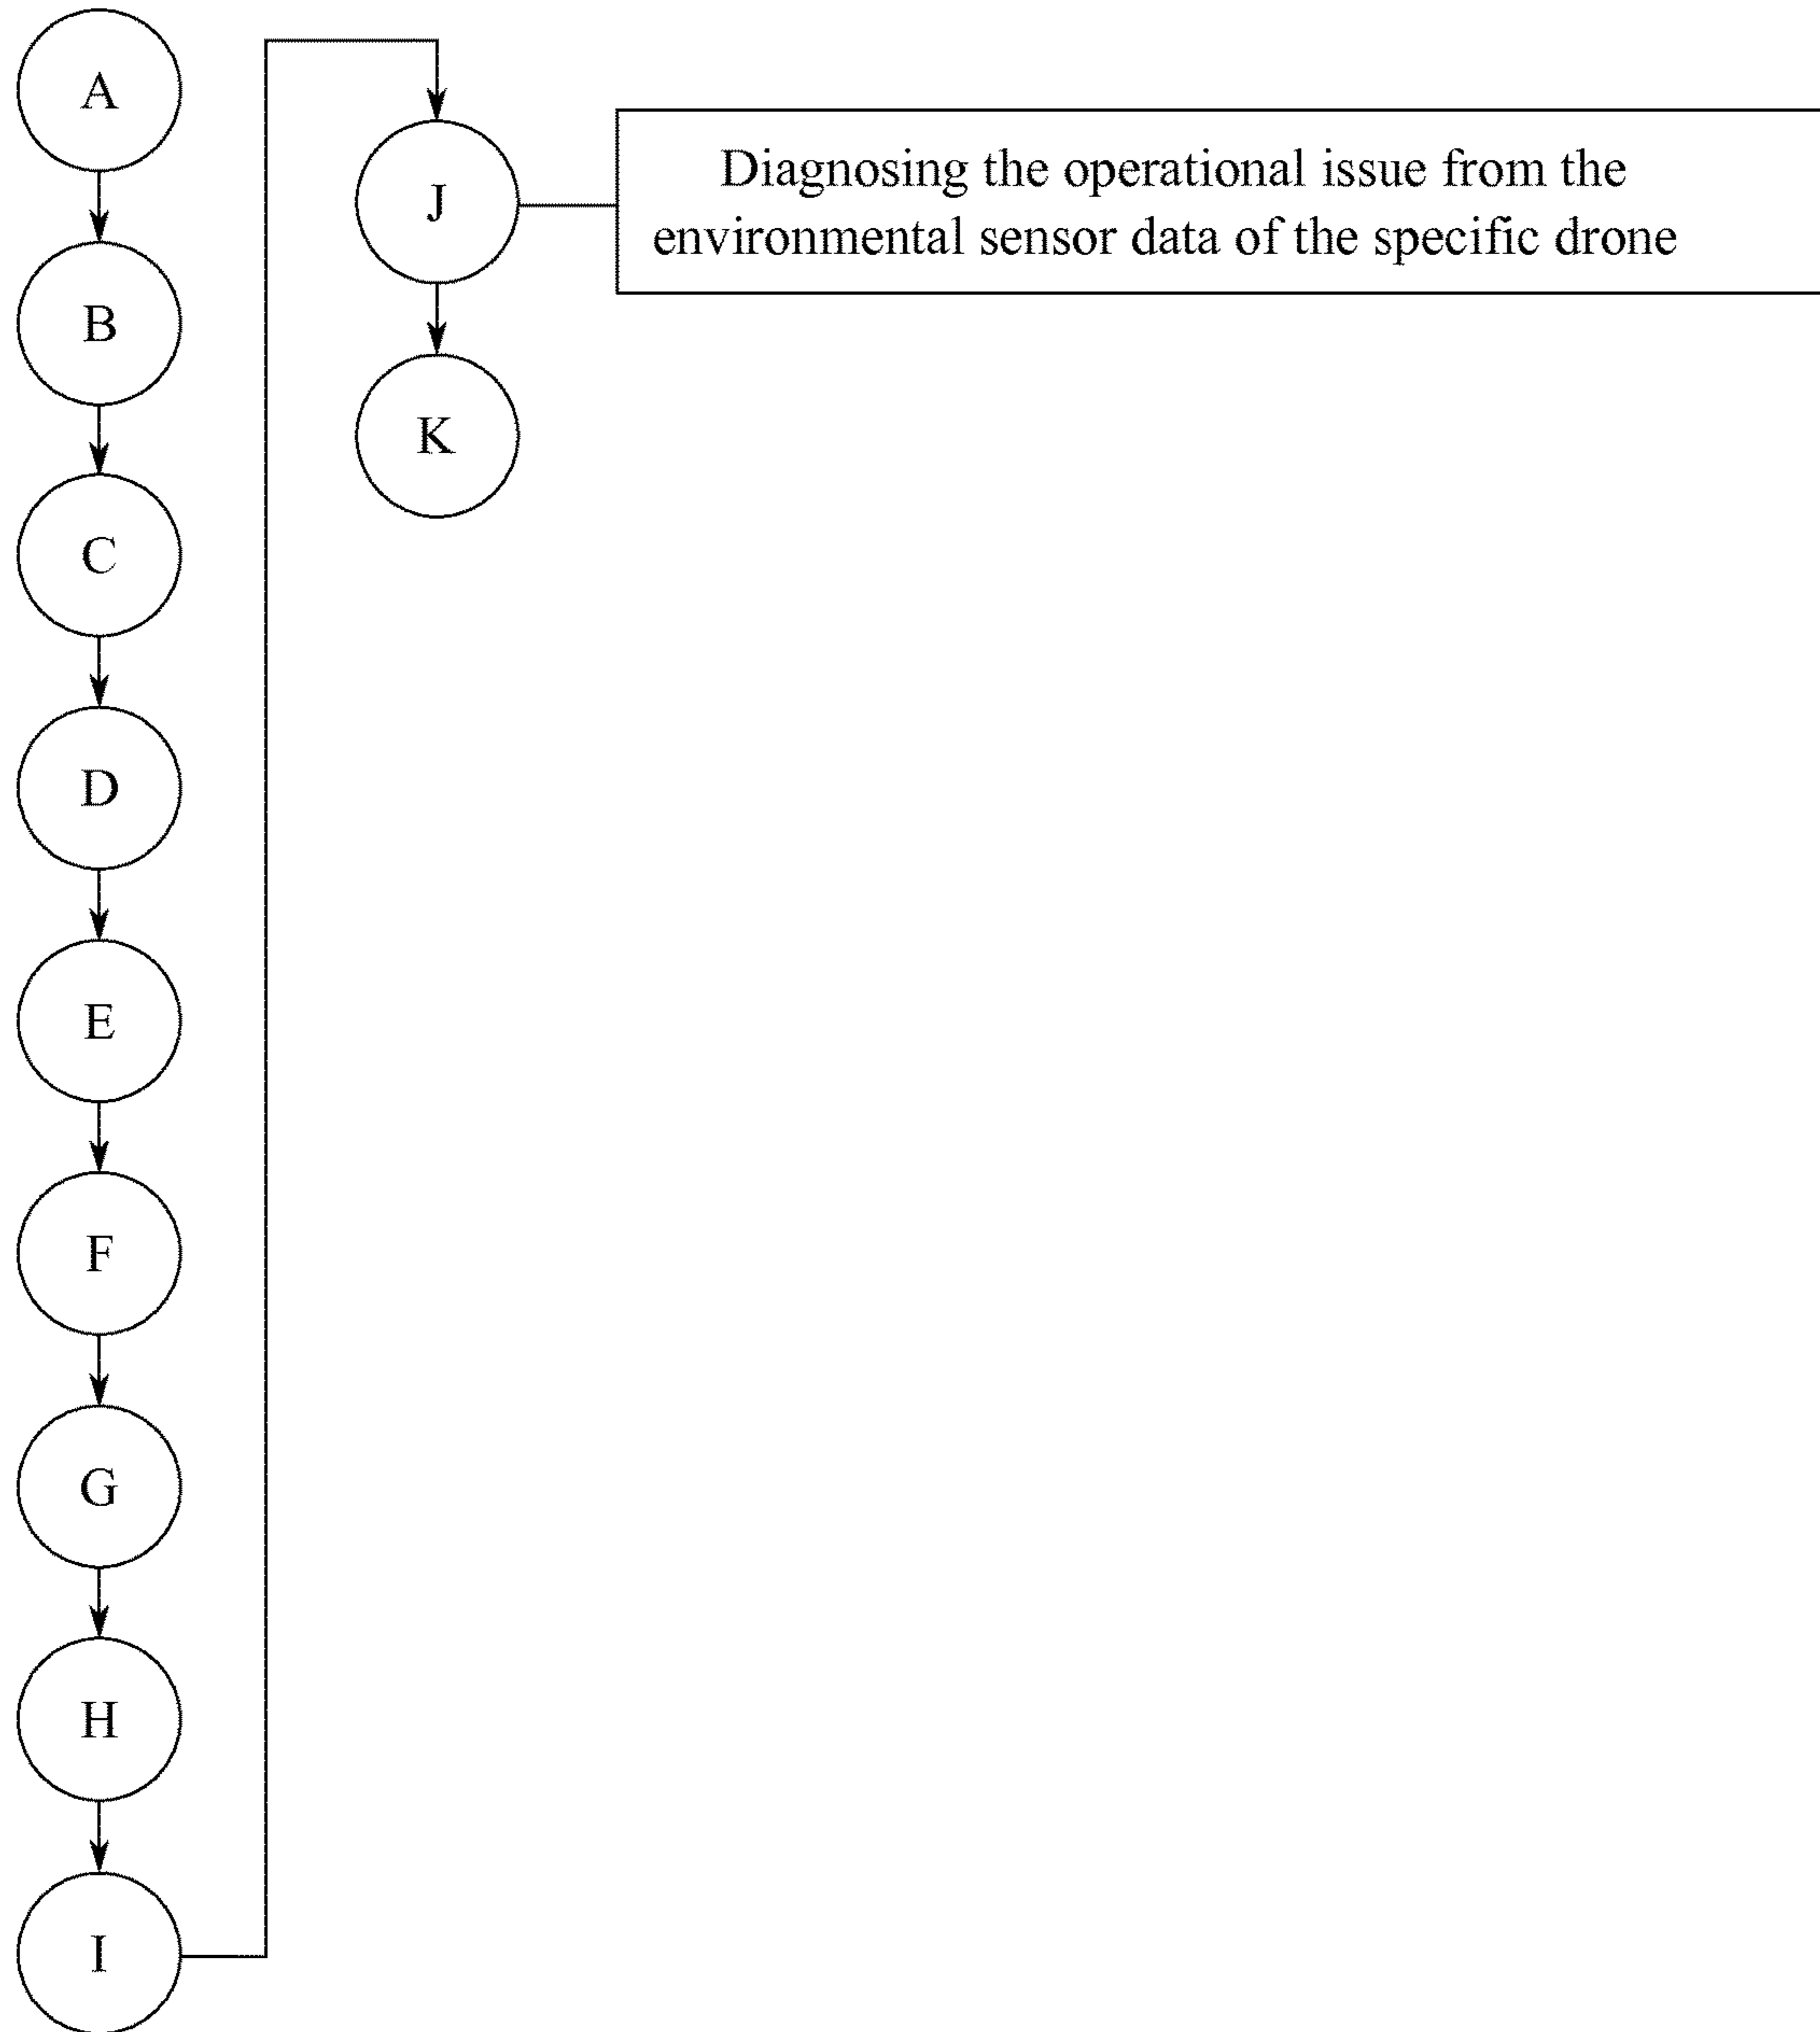 A
B
C
D
E
F
G
H
I
J
Diagnosing the operational issue from the
environmental sensor data of the specific drone
K